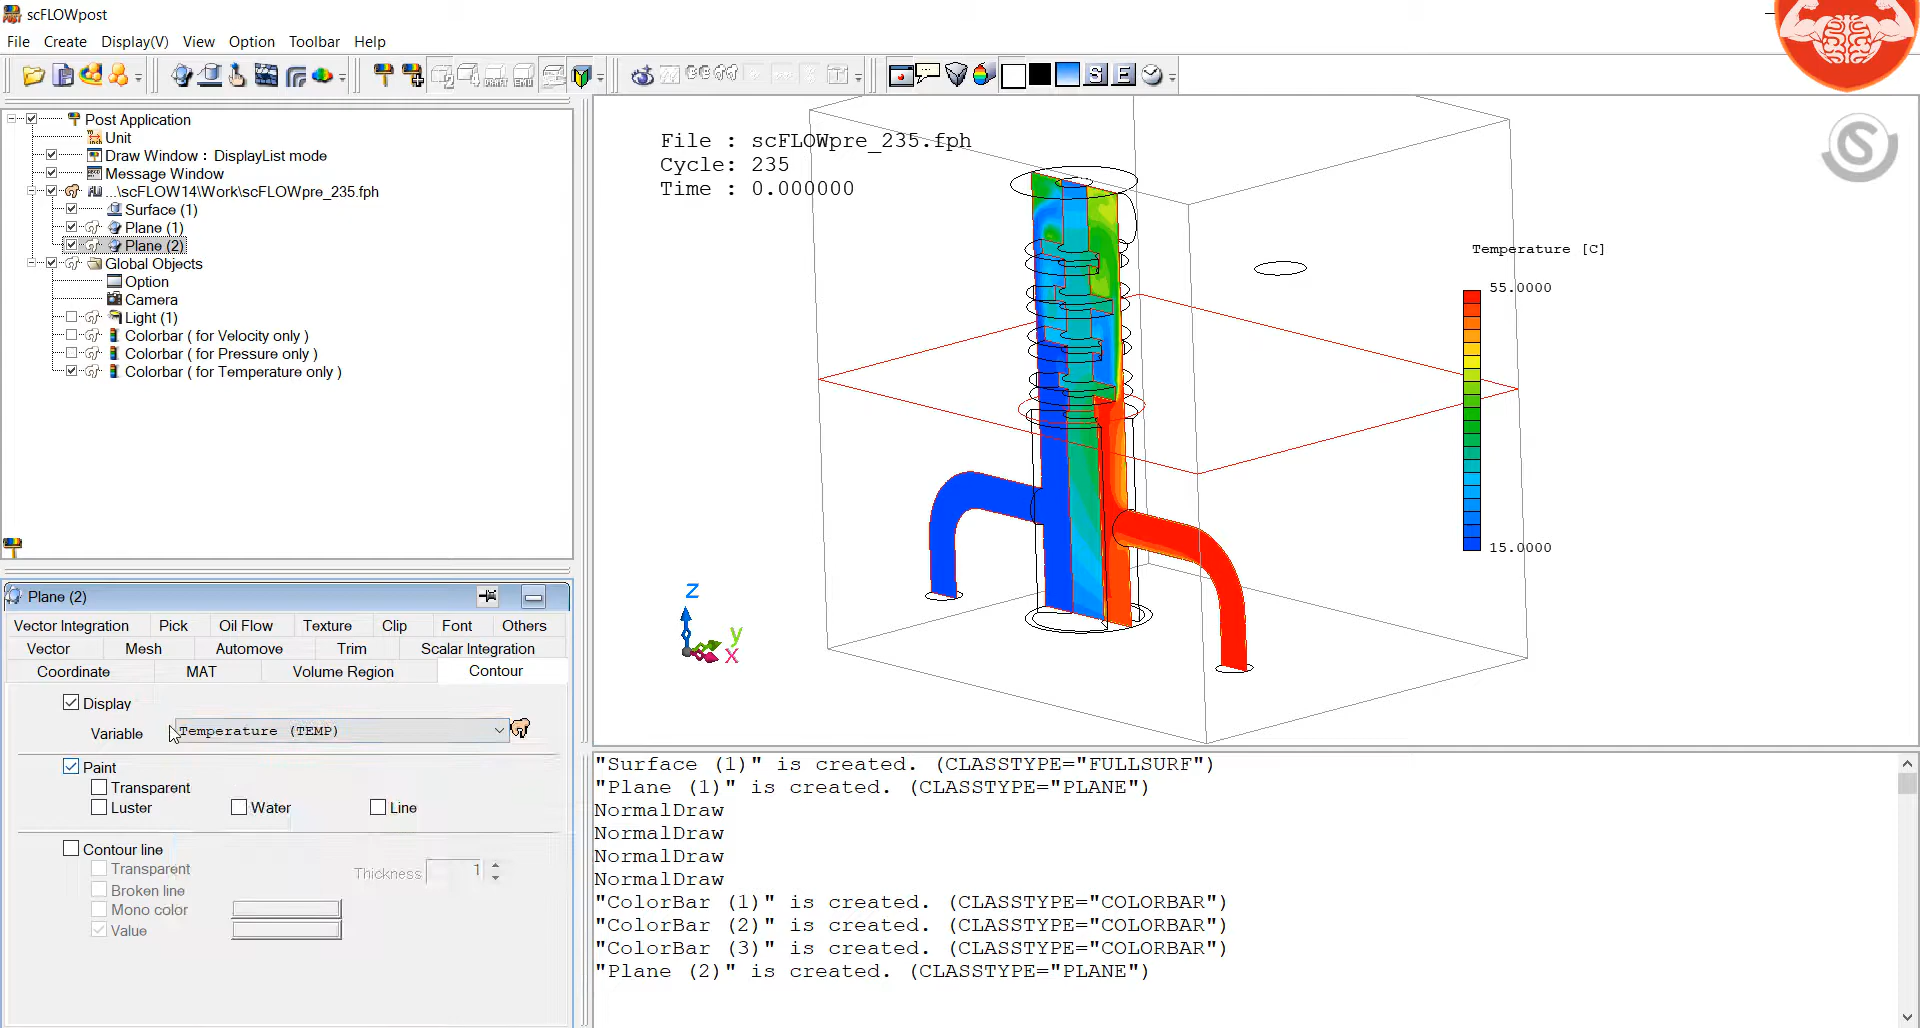 scFLOWpost
File Create Display(V) View Option Toolbar Help
Post Application
Unit
Draw Window : DisplayList mode
Message Window
...\scFLOW14\Work\scFLOWpre_235.fph
Surface (1)
Plane (1)
Plane (2)
Global Objects
Option
Camera
Light (1)
Colorbar ( for Velocity only )
Colorbar ( for Pressure only )
Colorbar ( for Temperature only )
File : scFLOWpre_235.fph
Cycle: 235
Time : 0.000000
Temperature [C]
55.0000
15.0000
z
y
x
Plane (2)
Vector Integration Pick Oil Flow Texture Clip Font Others
Vector Mesh Automove Trim Scalar Integration
Coordinate MAT Volume Region Contour
Display
Variable Temperature (TEMP)
Paint
Transparent
Luster Water Line
Contour line
Transparent Thickness 1
Broken line
Mono color
Value
"Surface (1)" is created. (CLASSTYPE="FULLSURF")
"Plane (1)" is created. (CLASSTYPE="PLANE")
NormalDraw
NormalDraw
NormalDraw
NormalDraw
"ColorBar (1)" is created. (CLASSTYPE="COLORBAR")
"ColorBar (2)" is created. (CLASSTYPE="COLORBAR")
"ColorBar (3)" is created. (CLASSTYPE="COLORBAR")
"Plane (2)" is created. (CLASSTYPE="PLANE")